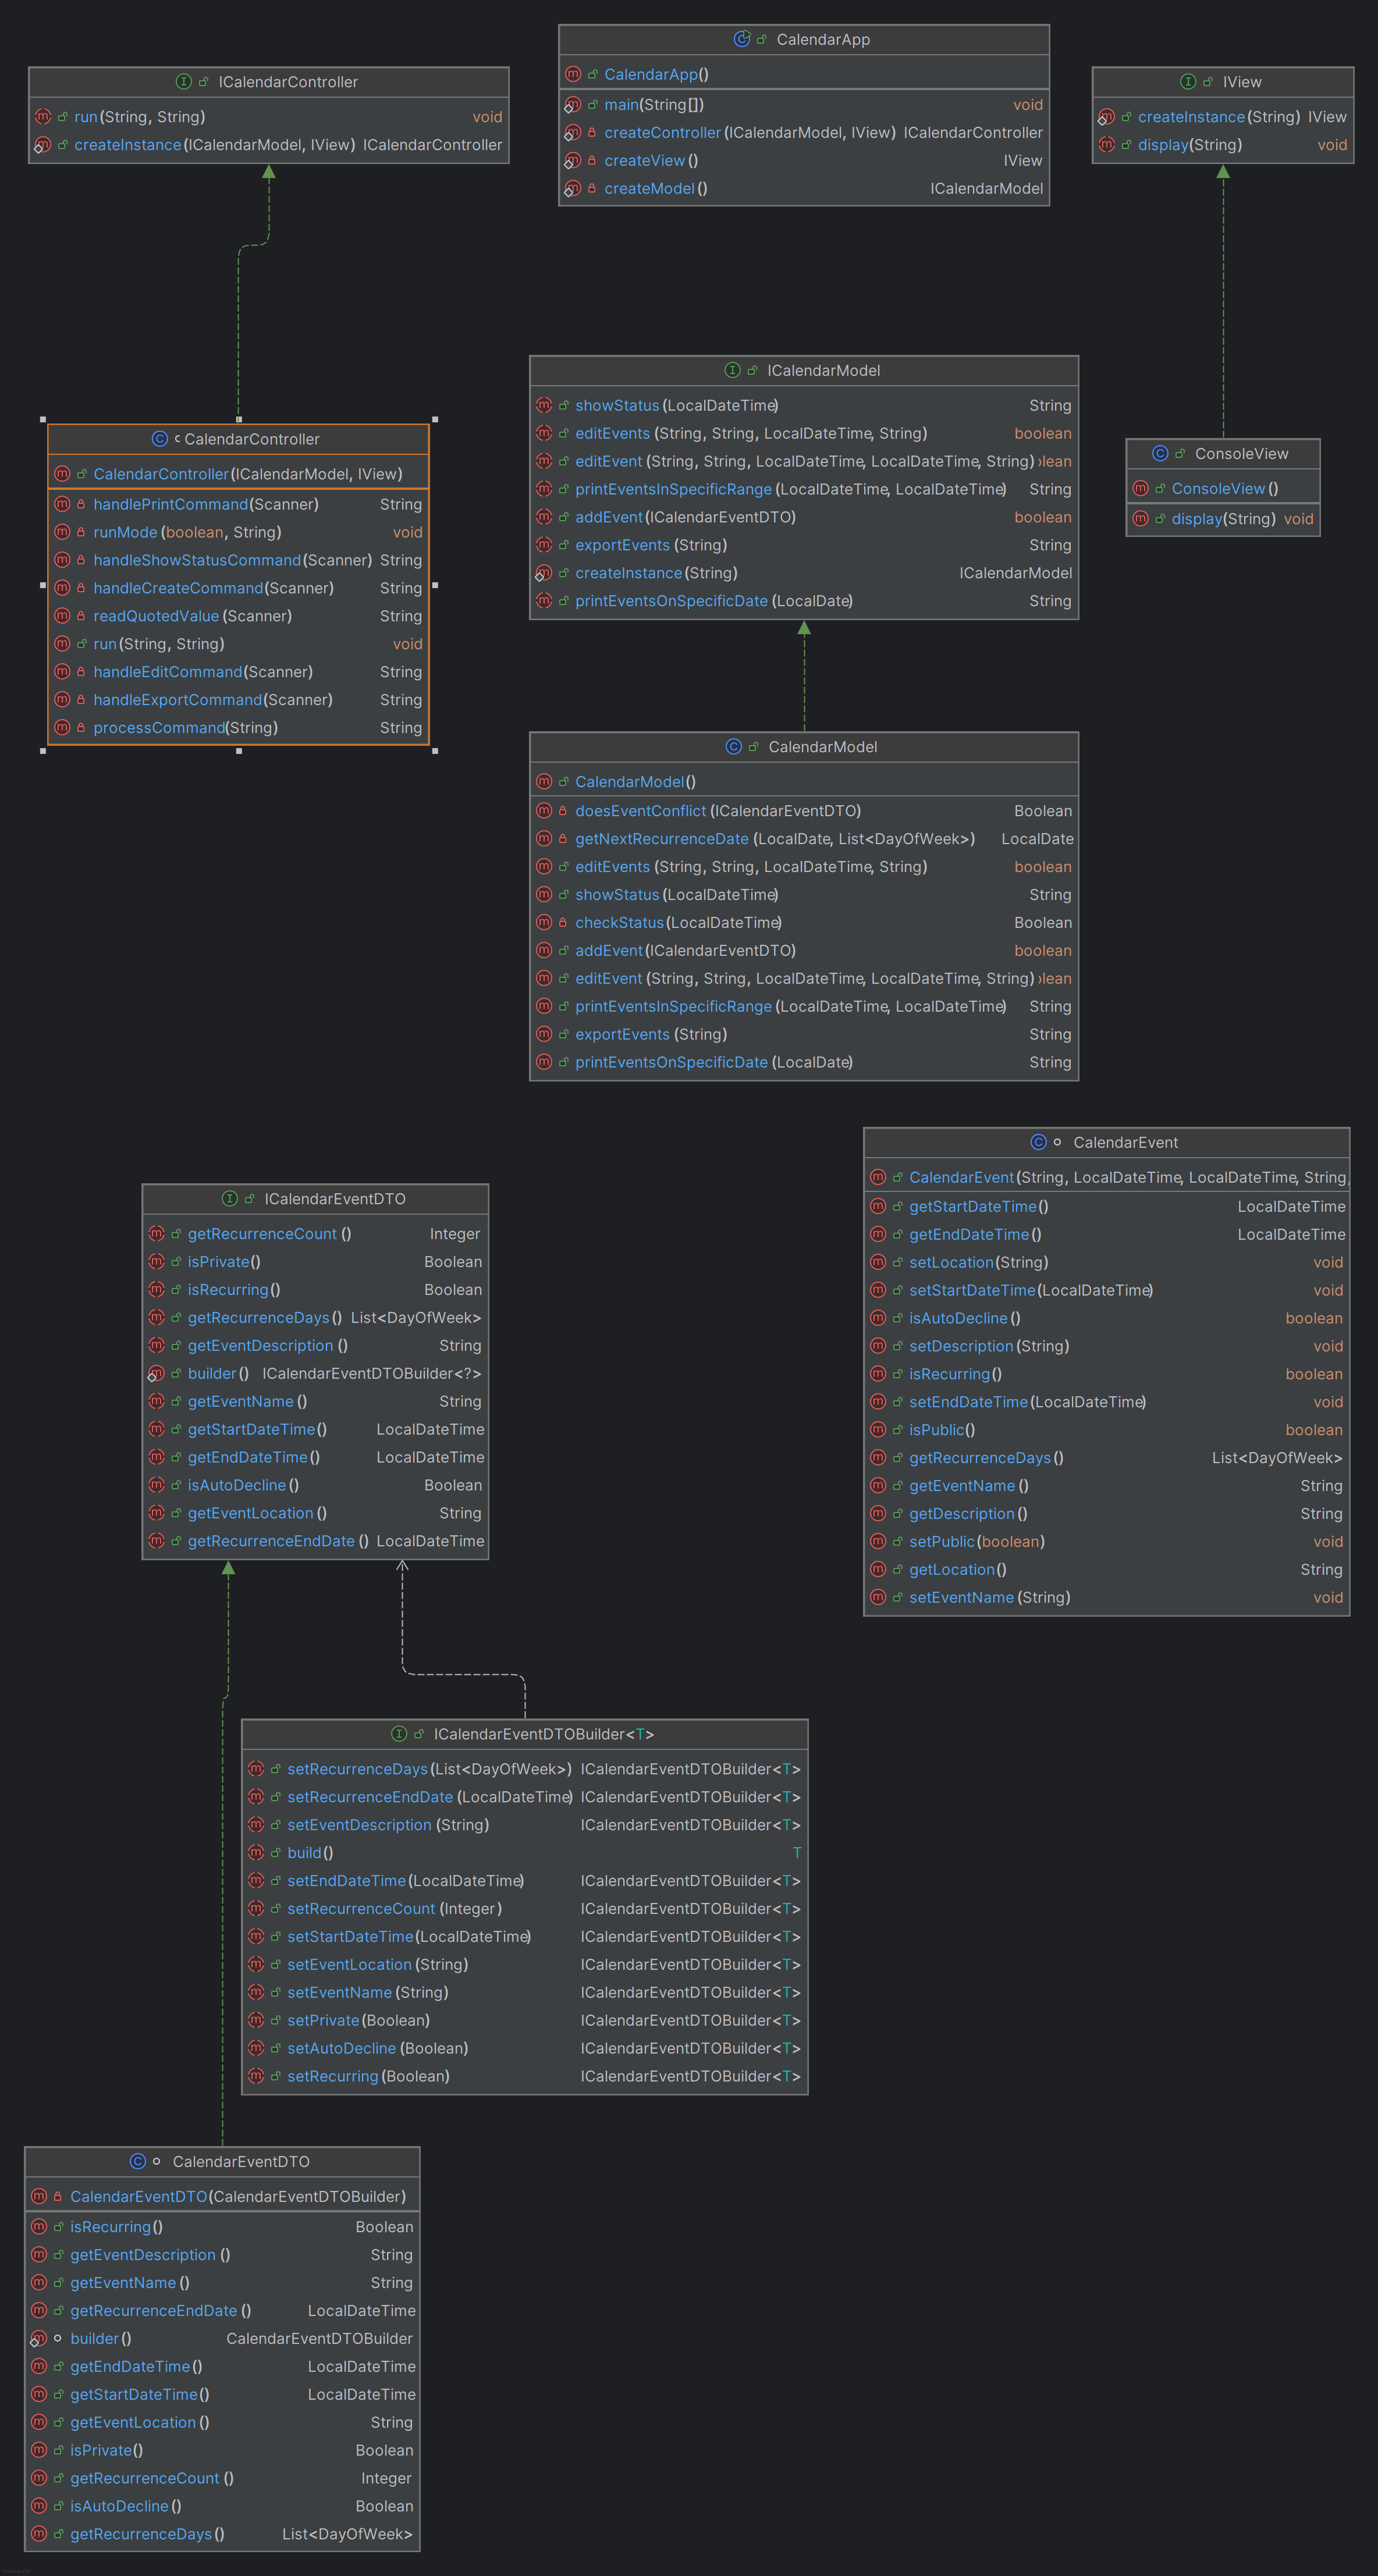 CalendarApp
CalendarApp()
main(String[]) void
createController(ICalendarModel, IView) ICalendarController
createView() IView
createModel() ICalendarModel
ICalendarController
run(String, String) void
createInstance(ICalendarModel, IView) ICalendarController
IView
createInstance(String) IView
display(String) void
ICalendarModel
showStatus(LocalDateTime) String
editEvents(String, String, LocalDateTime, String) boolean
editEvent(String, String, LocalDateTime, LocalDateTime, String) lean
printEventsInSpecificRange(LocalDateTime, LocalDateTime) String
addEvent(ICalendarEventDTO) boolean
exportEvents(String) String
createInstance(String) ICalendarModel
printEventsOnSpecificDate(LocalDate) String
CalendarController
CalendarController(ICalendarModel, IView)
handlePrintCommand(Scanner) String
runMode(boolean, String) void
handleShowStatusCommand(Scanner) String
handleCreateCommand(Scanner) String
readQuotedValue(Scanner) String
run(String, String) void
handleEditCommand(Scanner) String
handleExportCommand(Scanner) String
processCommand(String) String
ConsoleView
ConsoleView()
display(String) void
CalendarModel
CalendarModel()
doesEventConflict(ICalendarEventDTO) Boolean
getNextRecurrenceDate(LocalDate, List<DayOfWeek>) LocalDate
editEvents(String, String, LocalDateTime, String) boolean
showStatus(LocalDateTime) String
checkStatus(LocalDateTime) Boolean
addEvent(ICalendarEventDTO) boolean
editEvent(String, String, LocalDateTime, LocalDateTime, String) lean
printEventsInSpecificRange(LocalDateTime, LocalDateTime) String
exportEvents(String) String
printEventsOnSpecificDate(LocalDate) String
CalendarEvent
CalendarEvent(String, LocalDateTime, LocalDateTime, String,
getStartDateTime() LocalDateTime
getEndDateTime() LocalDateTime
setLocation(String) void
setStartDateTime(LocalDateTime) void
isAutoDecline() boolean
setDescription(String) void
isRecurring() boolean
setEndDateTime(LocalDateTime) void
isPublic() boolean
getRecurrenceDays() List<DayOfWeek>
getEventName() String
getDescription() String
setPublic(boolean) void
getLocation() String
setEventName(String) void
ICalendarEventDTO
getRecurrenceCount() Integer
isPrivate() Boolean
isRecurring() Boolean
getRecurrenceDays() List<DayOfWeek>
getEventDescription() String
builder() ICalendarEventDTOBuilder<?>
getEventName() String
getStartDateTime() LocalDateTime
getEndDateTime() LocalDateTime
isAutoDecline() Boolean
getEventLocation() String
getRecurrenceEndDate() LocalDateTime
ICalendarEventDTOBuilder<T>
setRecurrenceDays(List<DayOfWeek>) ICalendarEventDTOBuilder<T>
setRecurrenceEndDate(LocalDateTime) ICalendarEventDTOBuilder<T>
setEventDescription(String) ICalendarEventDTOBuilder<T>
build() T
setEndDateTime(LocalDateTime) ICalendarEventDTOBuilder<T>
setRecurrenceCount(Integer) ICalendarEventDTOBuilder<T>
setStartDateTime(LocalDateTime) ICalendarEventDTOBuilder<T>
setEventLocation(String) ICalendarEventDTOBuilder<T>
setEventName(String) ICalendarEventDTOBuilder<T>
setPrivate(Boolean) ICalendarEventDTOBuilder<T>
setAutoDecline(Boolean) ICalendarEventDTOBuilder<T>
setRecurring(Boolean) ICalendarEventDTOBuilder<T>
CalendarEventDTO
CalendarEventDTO(CalendarEventDTOBuilder)
isRecurring() Boolean
getEventDescription() String
getEventName() String
getRecurrenceEndDate() LocalDateTime
builder() CalendarEventDTOBuilder
getEndDateTime() LocalDateTime
getStartDateTime() LocalDateTime
getEventLocation() String
isPrivate() Boolean
getRecurrenceCount() Integer
isAutoDecline() Boolean
getRecurrenceDays() List<DayOfWeek>